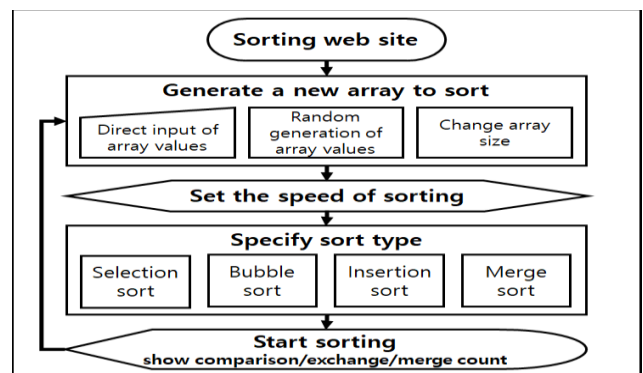 Sorting web site
Generate a new array to sort
Direct input of
array values
Random
generation of
array values
Change array
size
Set the speed of sorting
Specify sort type
Selection
sort
Bubble
sort
Insertion
sort
Merge
sort
Start sorting
show comparison/exchange/merge count